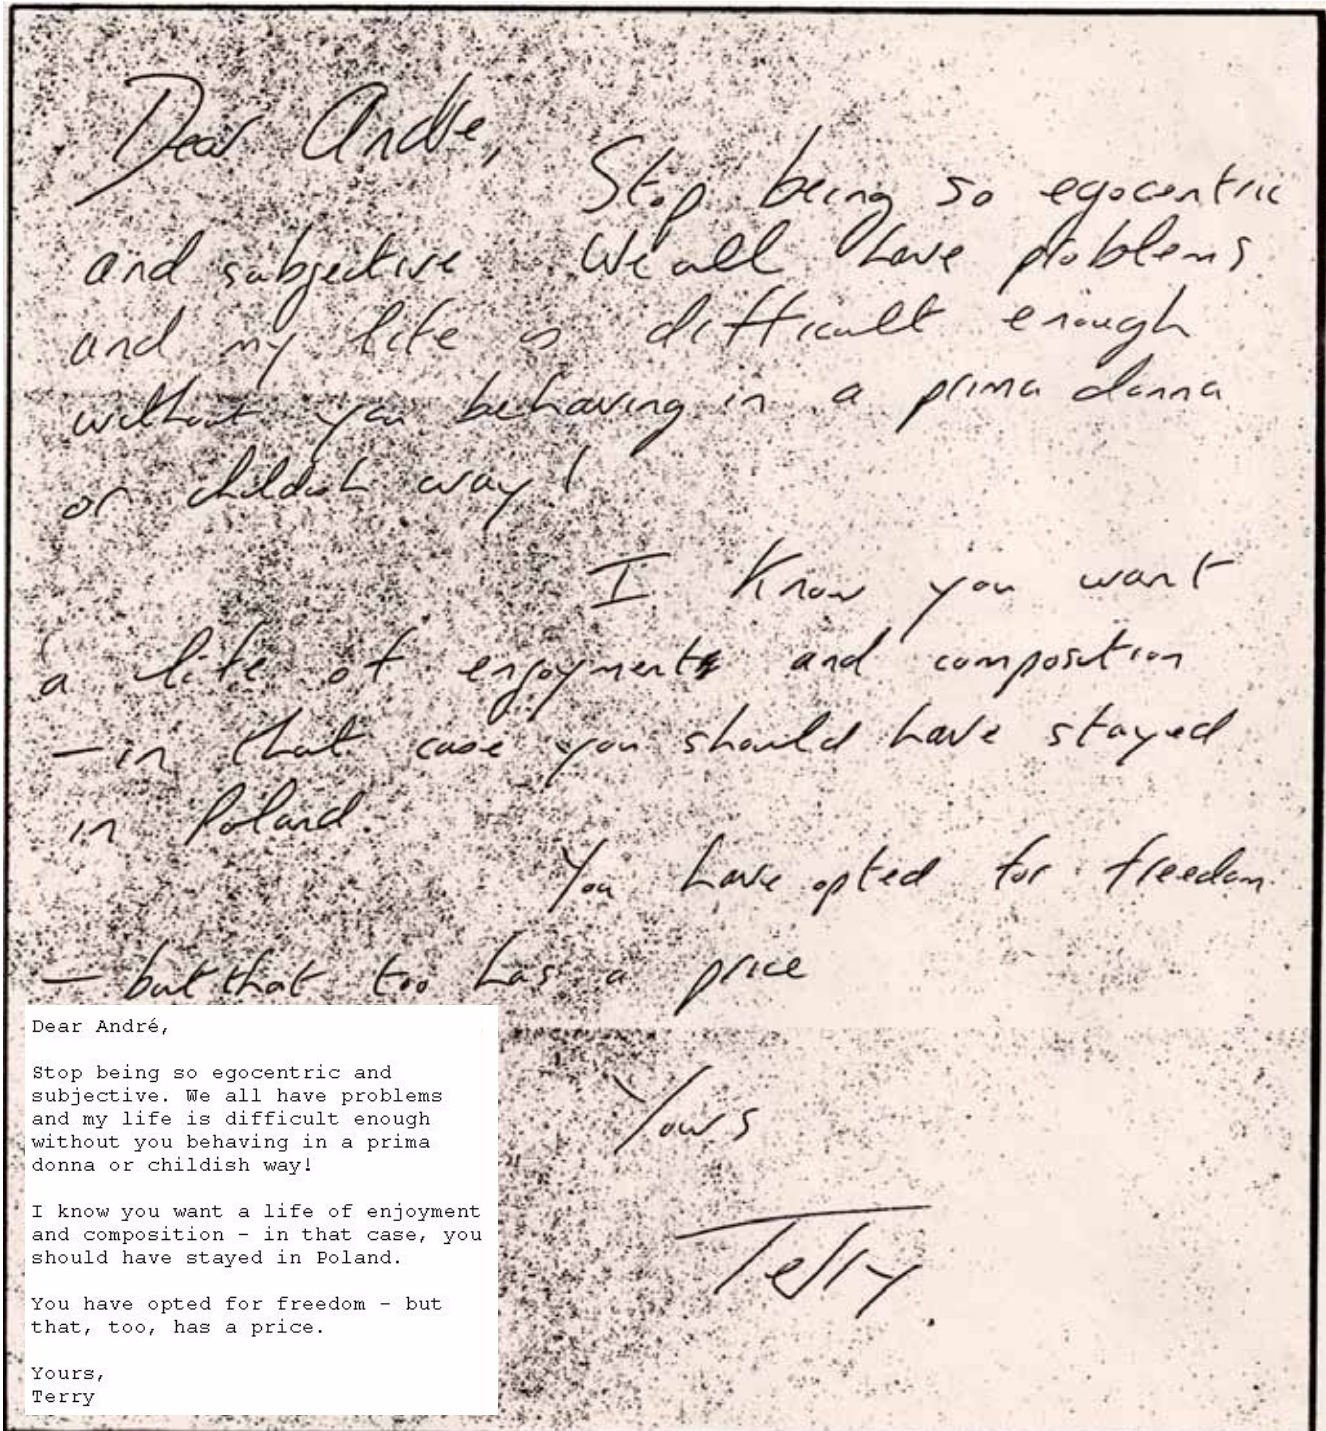 Dear Andre,
Stop being so egocentric
and subjective We all have problems
and my life is difficult enough
without you behaving in a prima donna
or childish way!
I know you want
a life of enjoyment and composition
– in that case you should have stayed
in Poland.
You have opted for freedom
– but that too has a price
Yours
Terry.
Dear André,
Stop being so egocentric and
subjective. We all have problems
and my life is difficult enough
without you behaving in a prima
donna or childish way!
I know you want a life of enjoyment
and composition – in that case, you
should have stayed in Poland.
You have opted for freedom – but
that, too, has a price.
Yours,
Terry